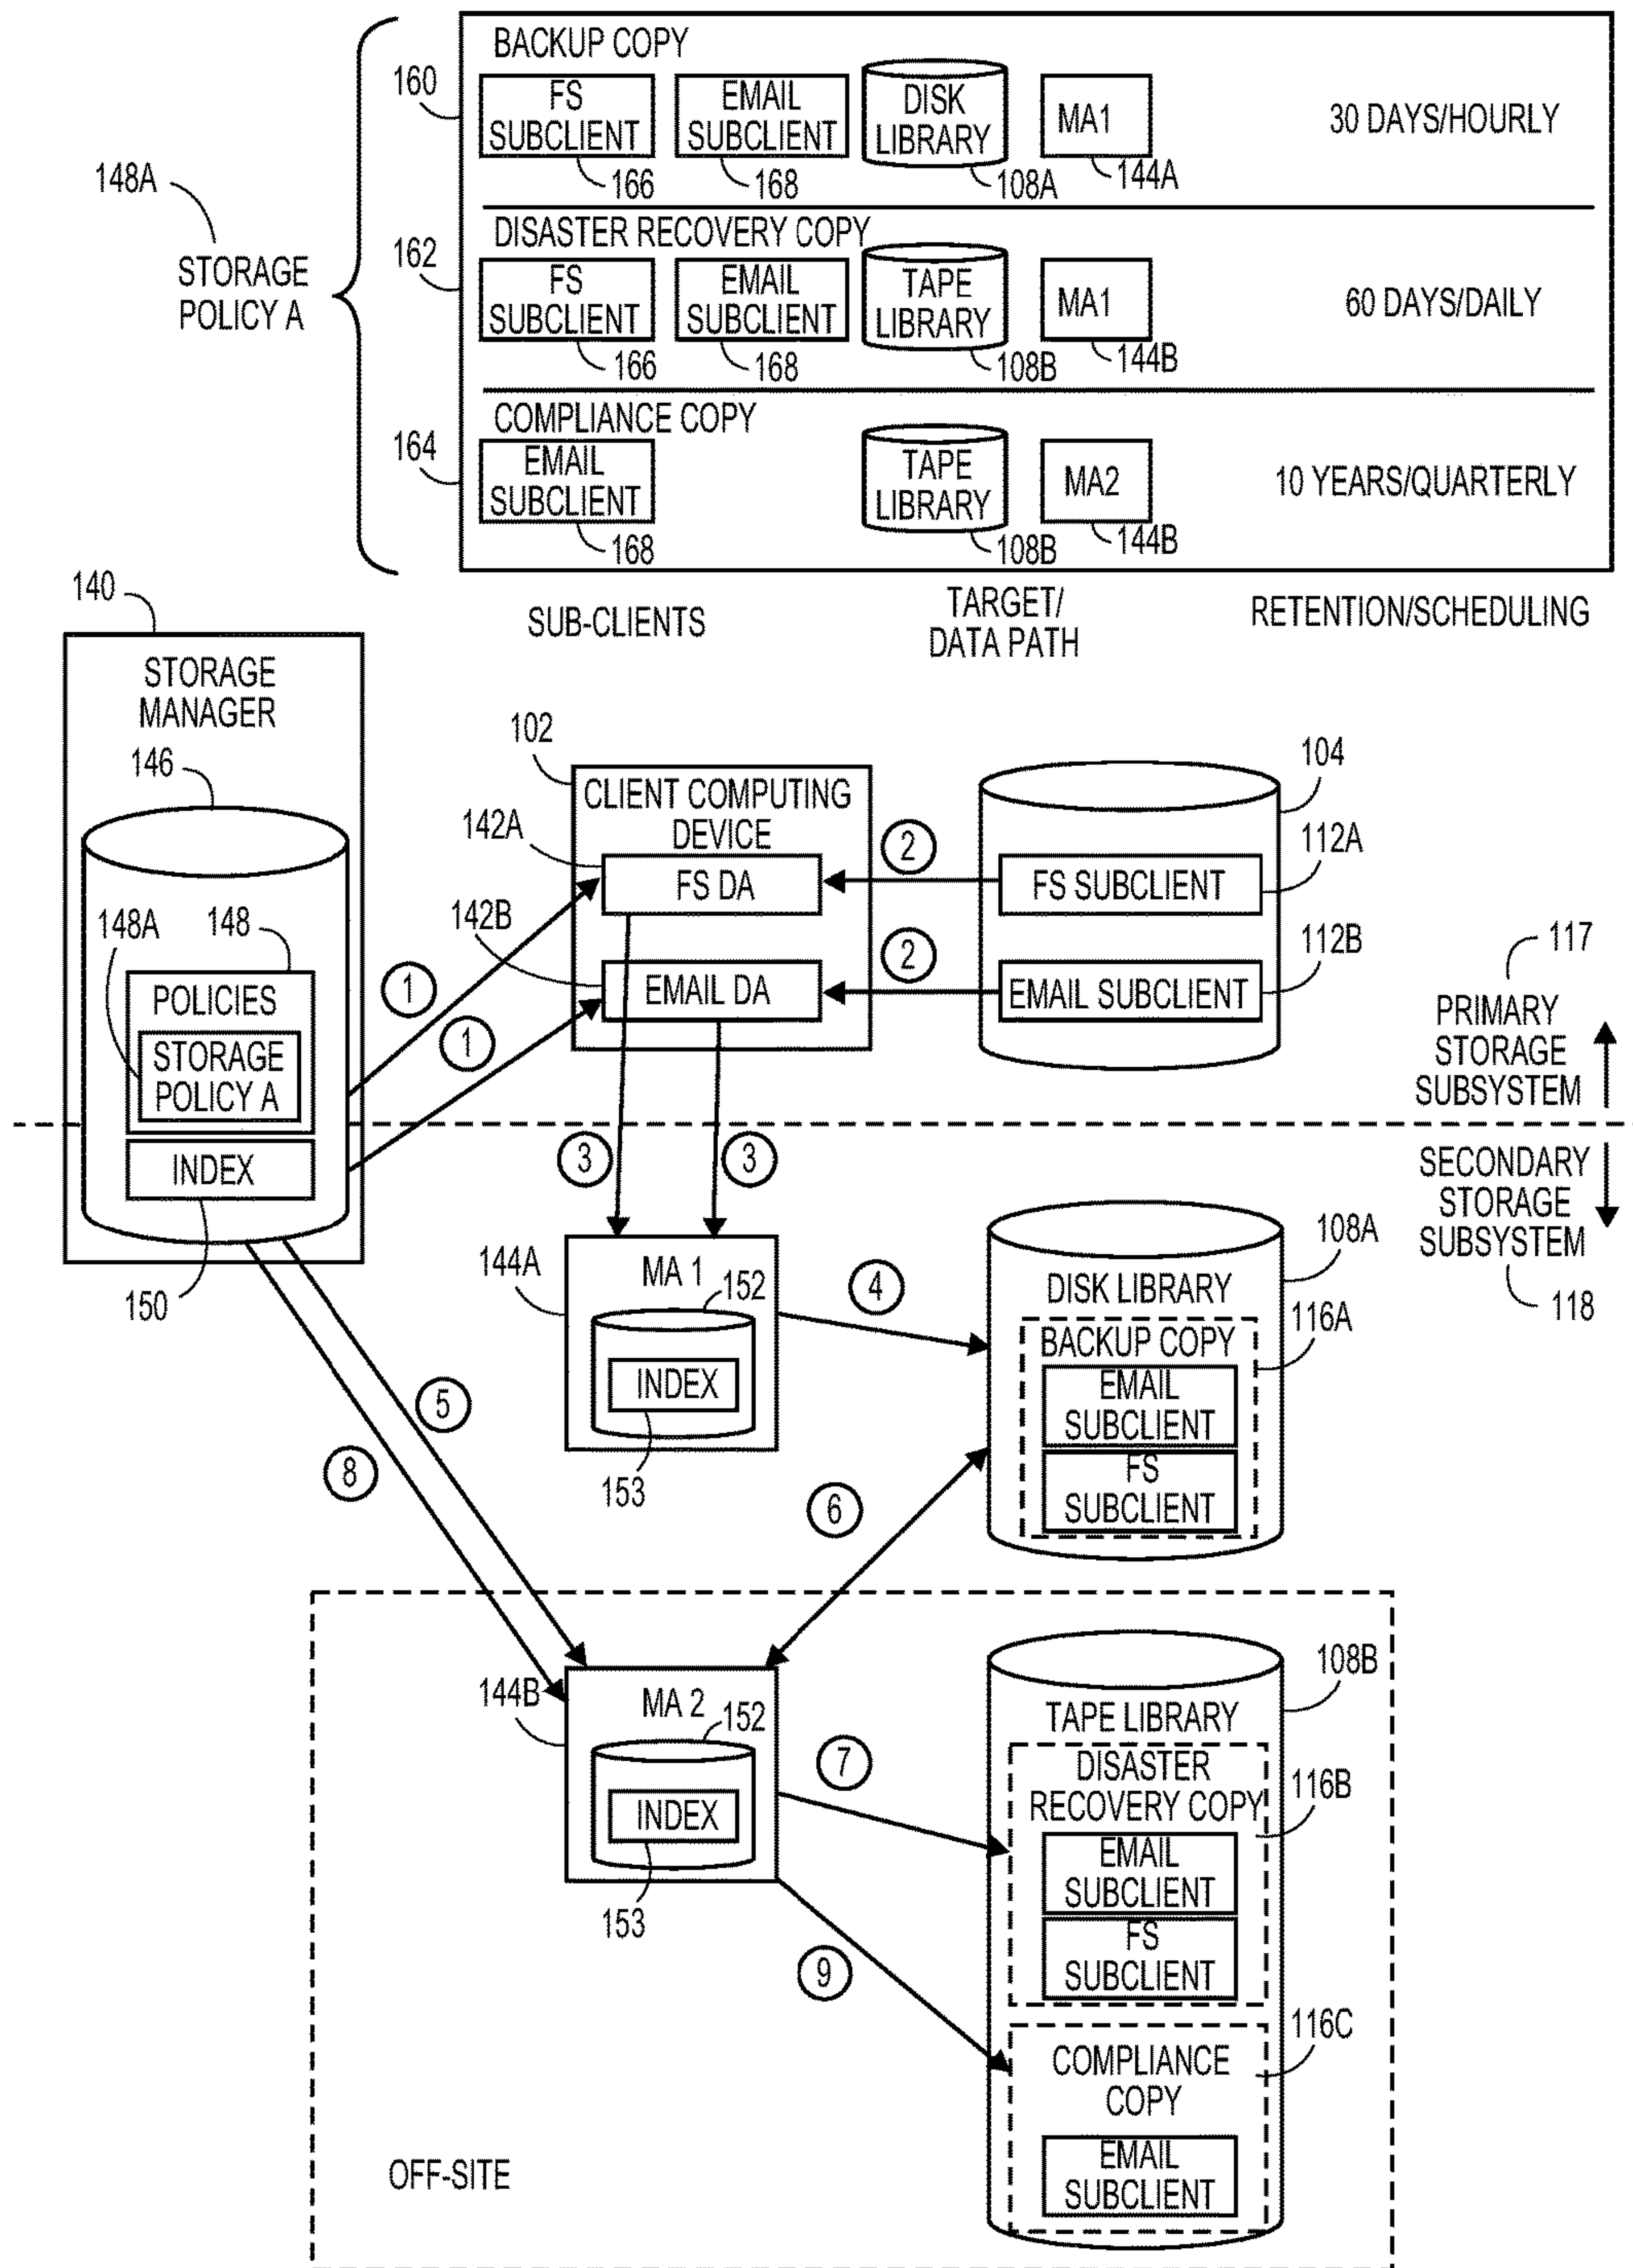 BACKUP COPY
160
FS
SUBCLIENT
166
EMAIL
SUBCLIENT
168
DISK
LIBRARY
108A
MA1
144A
30 DAYS/HOURLY
148A
STORAGE
POLICY A
DISASTER RECOVERY COPY
162
FS
SUBCLIENT
166
EMAIL
SUBCLIENT
168
TAPE
LIBRARY
108B
MA1
144B
60 DAYS/DAILY
COMPLIANCE COPY
164
EMAIL
SUBCLIENT
168
TAPE
LIBRARY
108B
MA2
144B
10 YEARS/QUARTERLY
SUB-CLIENTS
TARGET/
DATA PATH
RETENTION/SCHEDULING
140
STORAGE
MANAGER
146
148A
148
POLICIES
STORAGE
POLICY A
INDEX
150
1
1
102
CLIENT COMPUTING
DEVICE
142A
FS DA
142B
EMAIL DA
2
2
104
FS SUBCLIENT
112A
EMAIL SUBCLIENT
112B
117
PRIMARY
STORAGE
SUBSYSTEM
SECONDARY
STORAGE
SUBSYSTEM
118
3
3
144A
MA 1
152
INDEX
153
4
108A
DISK LIBRARY
BACKUP COPY
116A
EMAIL
SUBCLIENT
FS
SUBCLIENT
5
8
6
144B
MA 2
152
INDEX
153
7
9
108B
TAPE LIBRARY
DISASTER
RECOVERY COPY
116B
EMAIL
SUBCLIENT
FS
SUBCLIENT
116C
COMPLIANCE
COPY
EMAIL
SUBCLIENT
OFF-SITE